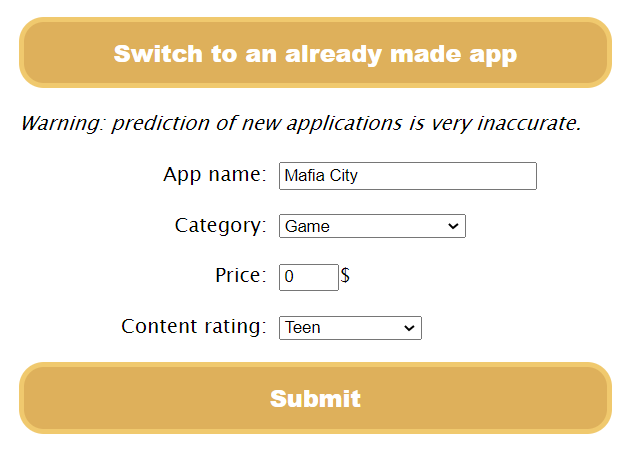 Switch to an already made app
Warning: prediction of new applications is very inaccurate.
App name: Mafia City
Category: Game
Price: 0 $
Content rating: Teen
Submit